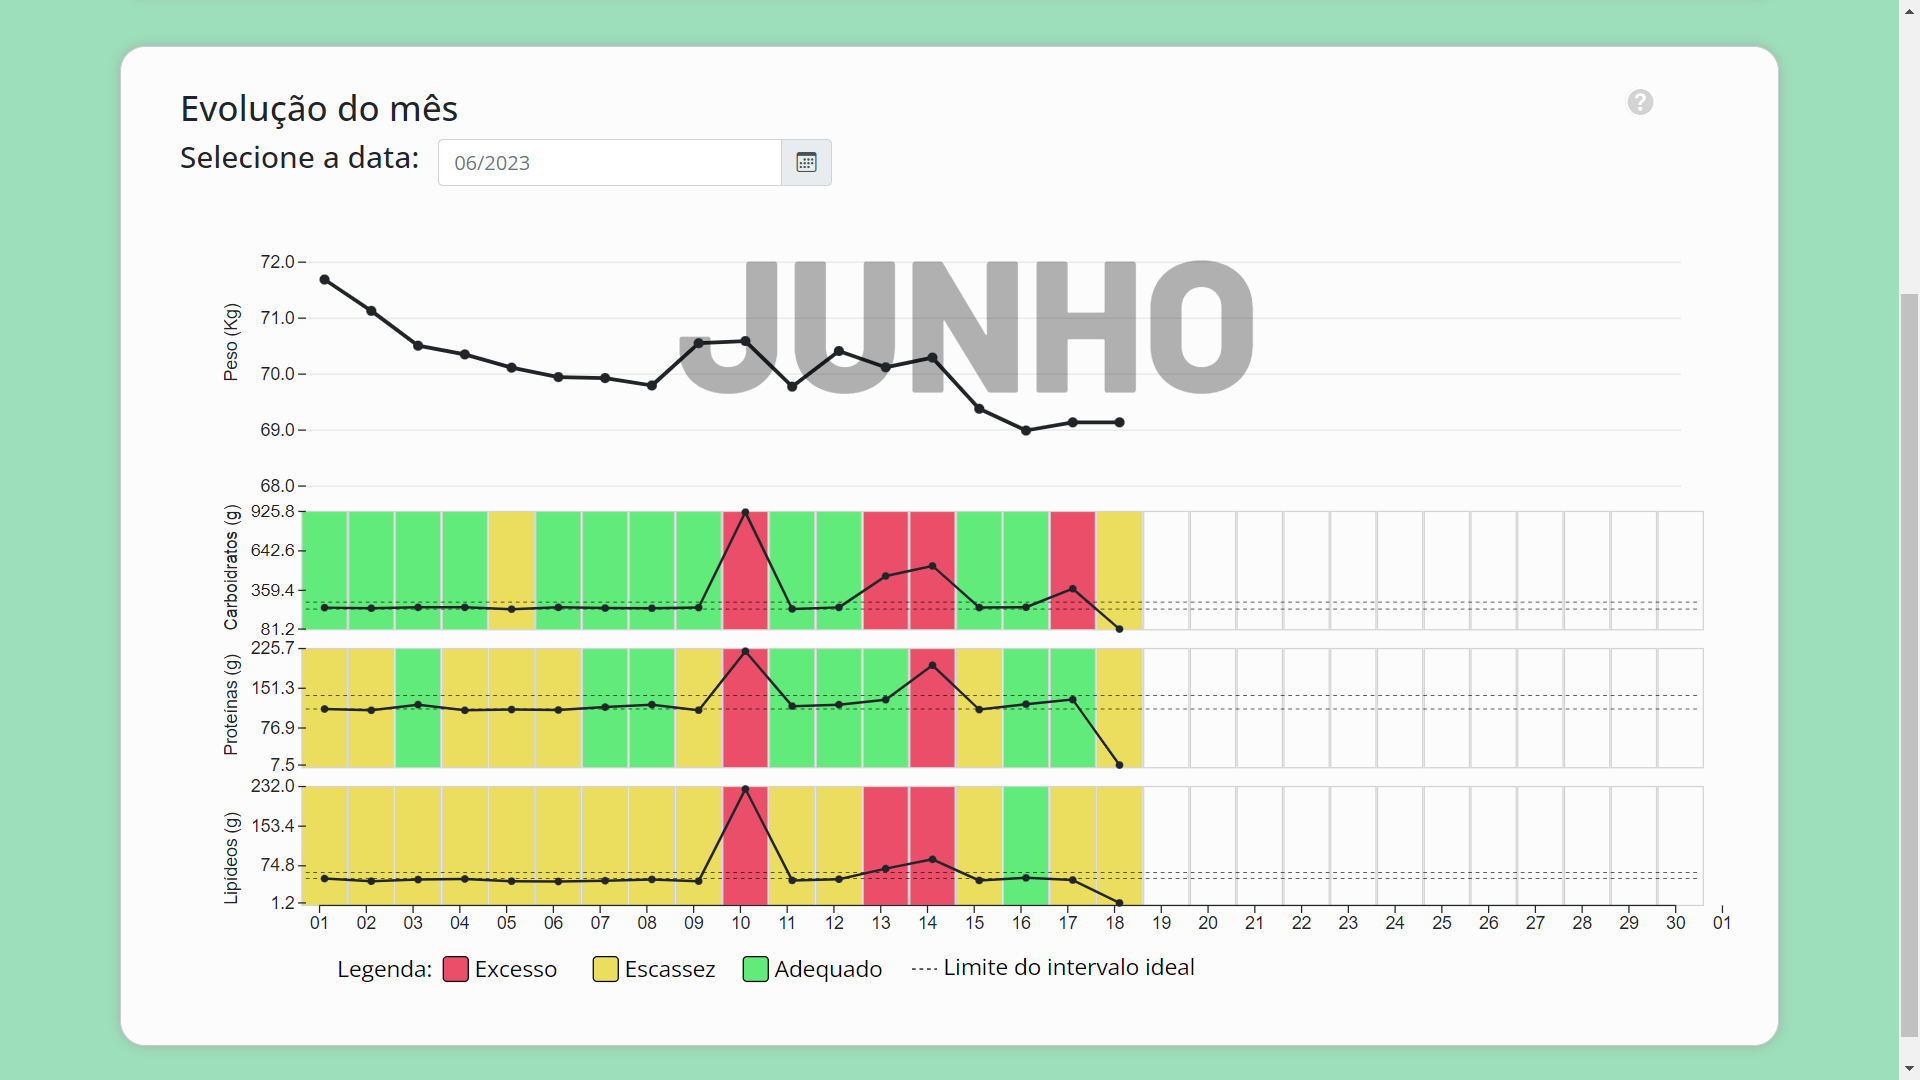 Evolução do mês
?
Selecione a data: 06/2023
JUNHO
Peso (Kg)
72.0
71.0
70.0
69.0
68.0
Carboidratos (g)
925.8
642.6
359.4
81.2
Proteínas (g)
225.7
151.3
76.9
7.5
Lipídeos (g)
232.0
153.4
74.8
1.2
01 02 03 04 05 06 07 08 09 10 11 12 13 14 15 16 17 18 19 20 21 22 23 24 25 26 27 28 29 30 01
Legenda: Excesso Escassez Adequado Limite do intervalo ideal